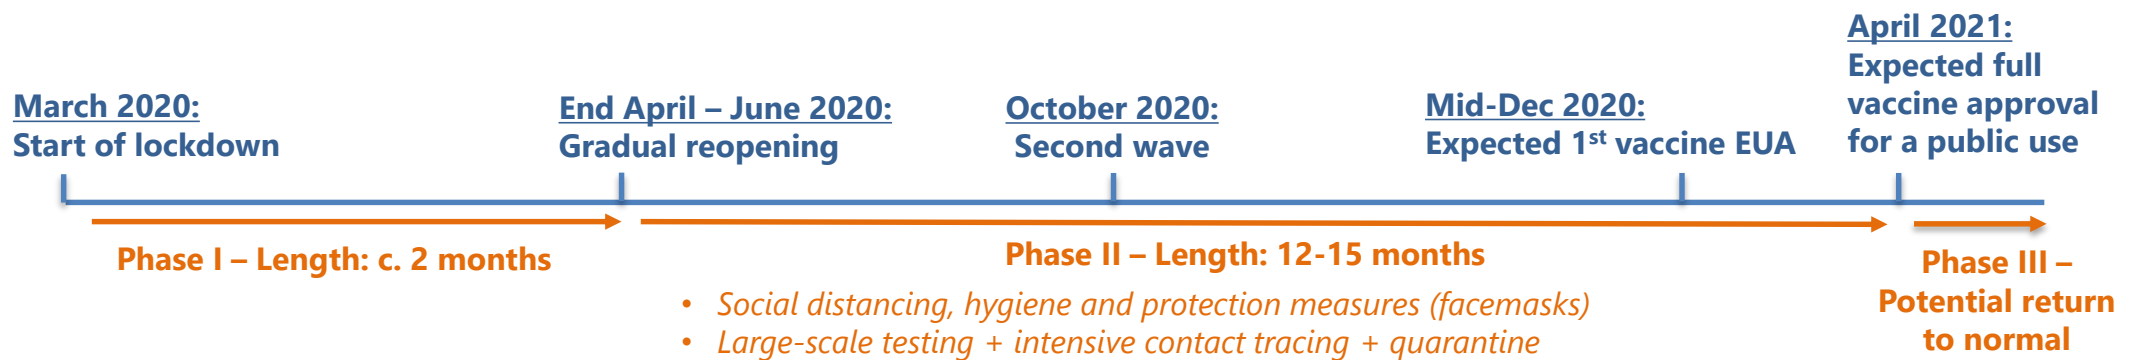 March 2020:
Start of lockdown
End April – June 2020:
Gradual reopening
October 2020:
Second wave
Mid-Dec 2020:
Expected 1st vaccine EUA
April 2021:
Expected full
vaccine approval
for a public use
Phase I – Length: c. 2 months
Phase II – Length: 12-15 months
• Social distancing, hygiene and protection measures (facemasks)
• Large-scale testing + intensive contact tracing + quarantine
Phase III –
Potential return
to normal